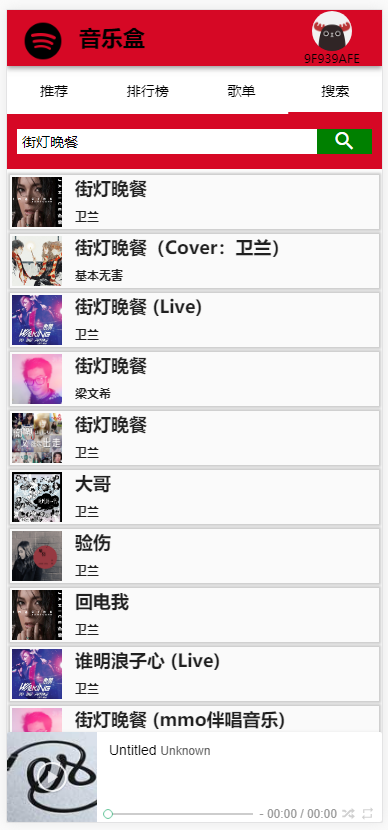 音乐盒
9F939AFE
推荐 排行榜 歌单 搜索
街灯晚餐
街灯晚餐
卫兰
街灯晚餐（Cover：卫兰）
基本无害
街灯晚餐 (Live)
卫兰
街灯晚餐
梁文希
街灯晚餐
卫兰
大哥
卫兰
验伤
卫兰
回电我
卫兰
谁明浪子心 (Live)
卫兰
街灯晚餐 (mmo伴唱音乐)
Untitled Unknown
- 00:00 / 00:00